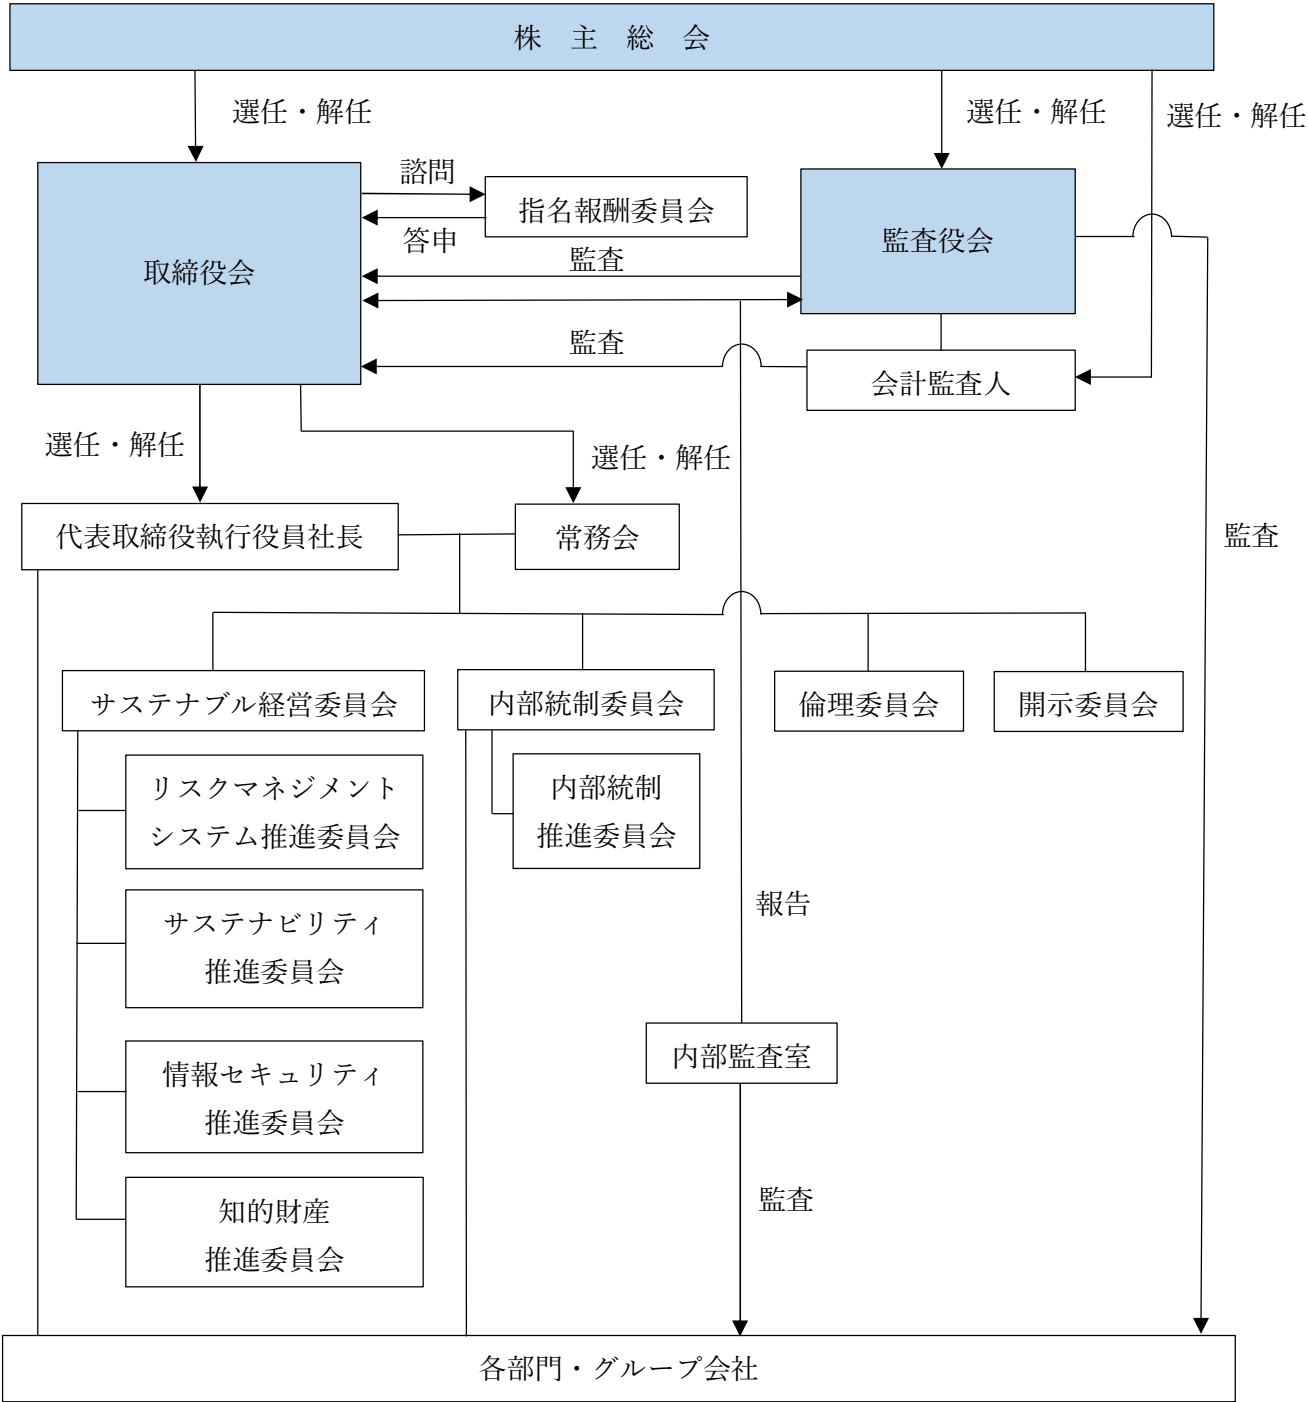 株 主 総 会
選任・解任
選任・解任
選任・解任
諮問
指名報酬委員会
答申
取締役会
監査役会
監査
監査
会計監査人
選任・解任
選任・解任
代表取締役執行役員社長
常務会
監査
サステナブル経営委員会
内部統制委員会
倫理委員会
開示委員会
リスクマネジメント
システム推進委員会
内部統制
推進委員会
サステナビリティ
推進委員会
報告
情報セキュリティ
推進委員会
内部監査室
知的財産
推進委員会
監査
各部門・グループ会社